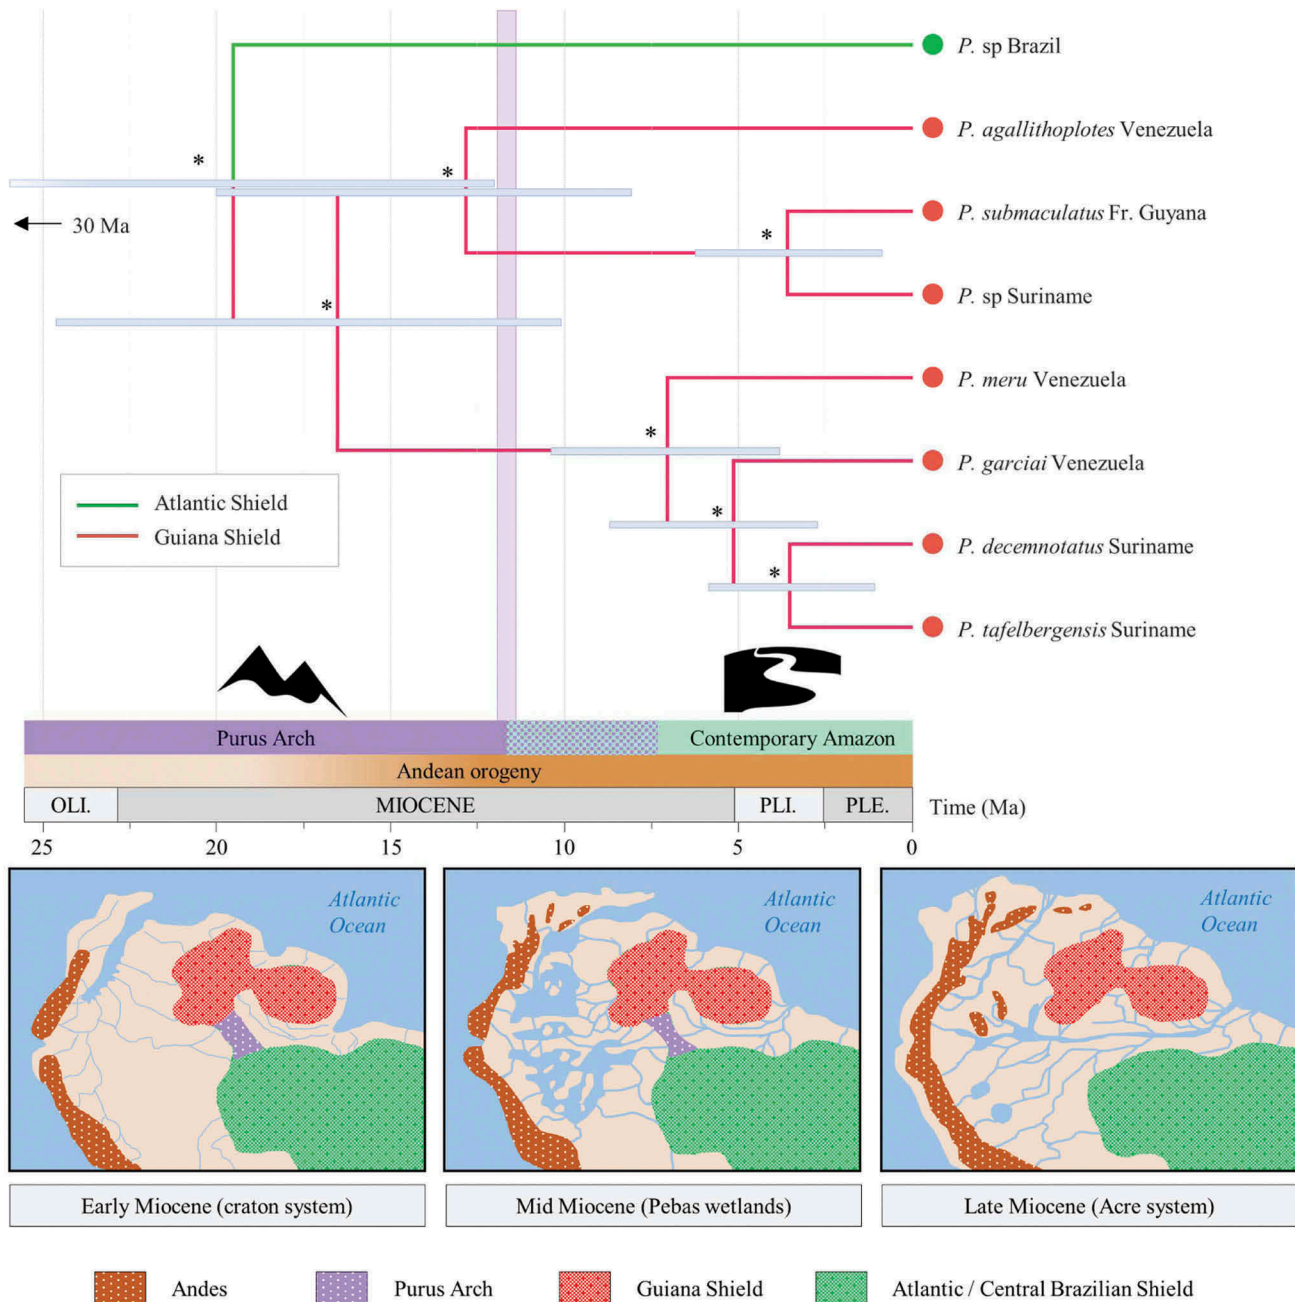 P. sp Brazil
*
*
P. agallithoplotes Venezuela
30 Ma
P. submaculatus Fr. Guyana
*
P. sp Suriname
*
P. meru Venezuela
*
P. garciai Venezuela
Atlantic Shield
Guiana Shield
*
P. decemnotatus Suriname
*
P. tafelbergensis Suriname
Purus Arch
Contemporary Amazon
Andean orogeny
OLI. MIOCENE PLI. PLE. Time (Ma)
25 20 15 10 5 0
Atlantic
Ocean
Atlantic
Ocean
Atlantic
Ocean
Early Miocene (craton system)
Mid Miocene (Pebas wetlands)
Late Miocene (Acre system)
Andes
Purus Arch
Guiana Shield
Atlantic / Central Brazilian Shield